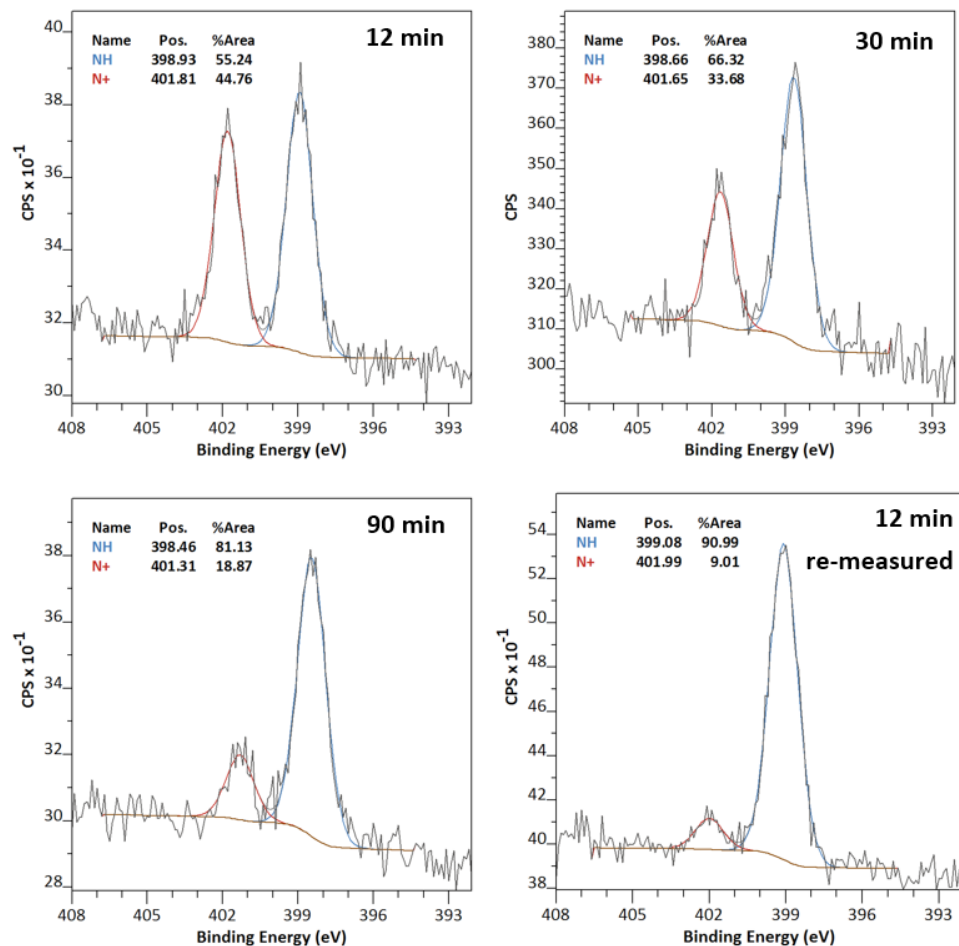 12 min
Name Pos. %Area
NH 398.93 55.24
N+ 401.81 44.76
40
38
36
34
32
30
CPS x 10⁻¹
408 405 402 399 396 393
Binding Energy (eV)
30 min
Name Pos. %Area
NH 398.66 66.32
N+ 401.65 33.68
380
360
340
330
320
310
300
CPS
408 405 402 399 396 393
Binding Energy (eV)
90 min
Name Pos. %Area
NH 398.46 81.13
N+ 401.31 18.87
38
36
34
32
30
28
CPS x 10⁻¹
408 405 402 399 396 393
Binding Energy (eV)
12 min
re-measured
Name Pos. %Area
NH 399.08 90.99
N+ 401.99 9.01
54
52
50
48
46
44
42
40
38
CPS x 10⁻¹
408 405 402 399 396 393
Binding Energy (eV)